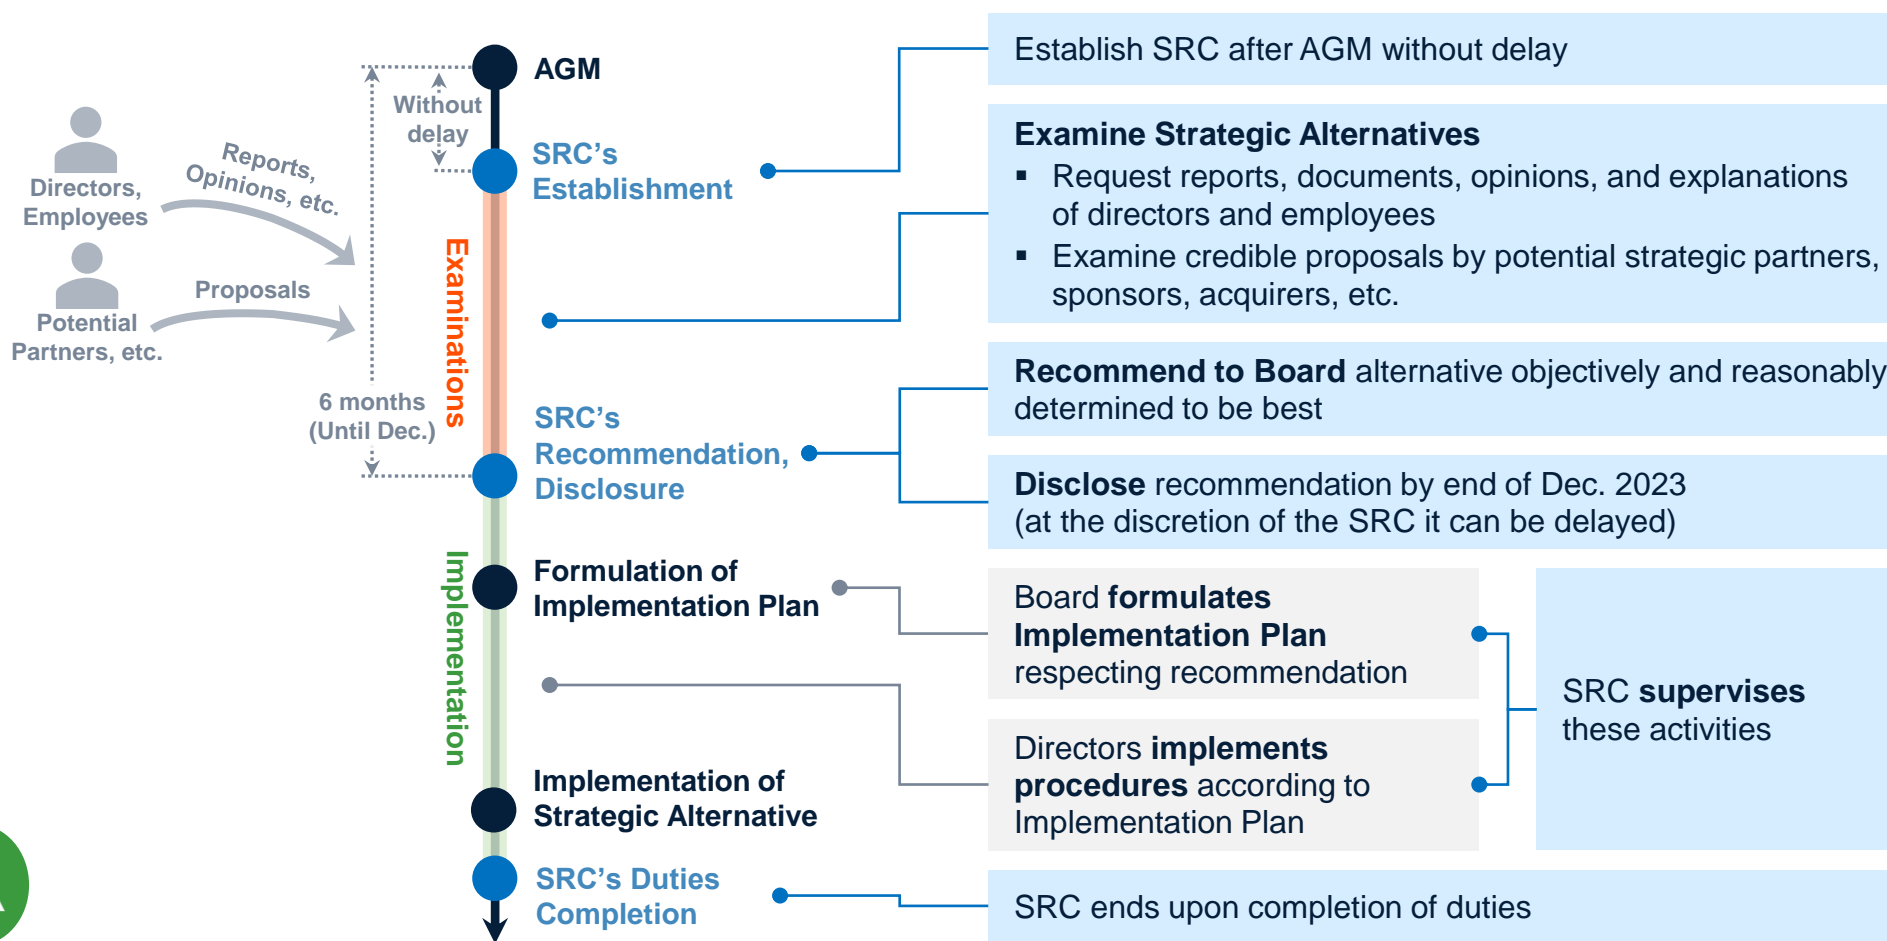 AGM
Without
delay
SRC's
Establishment
Directors,
Employees
Reports,
Opinions, etc.
Potential
Partners, etc.
Proposals
Examinations
6 months
(Until Dec.)
SRC's
Recommendation,
Disclosure
Implementation
Formulation of
Implementation Plan
Implementation of
Strategic Alternative
SRC's Duties
Completion
Establish SRC after AGM without delay
Examine Strategic Alternatives
▪ Request reports, documents, opinions, and explanations
of directors and employees
▪ Examine credible proposals by potential strategic partners,
sponsors, acquirers, etc.
Recommend to Board alternative objectively and reasonably
determined to be best
Disclose recommendation by end of Dec. 2023
(at the discretion of the SRC it can be delayed)
Board formulates
Implementation Plan
respecting recommendation
Directors implements
procedures according to
Implementation Plan
SRC supervises
these activities
SRC ends upon completion of duties